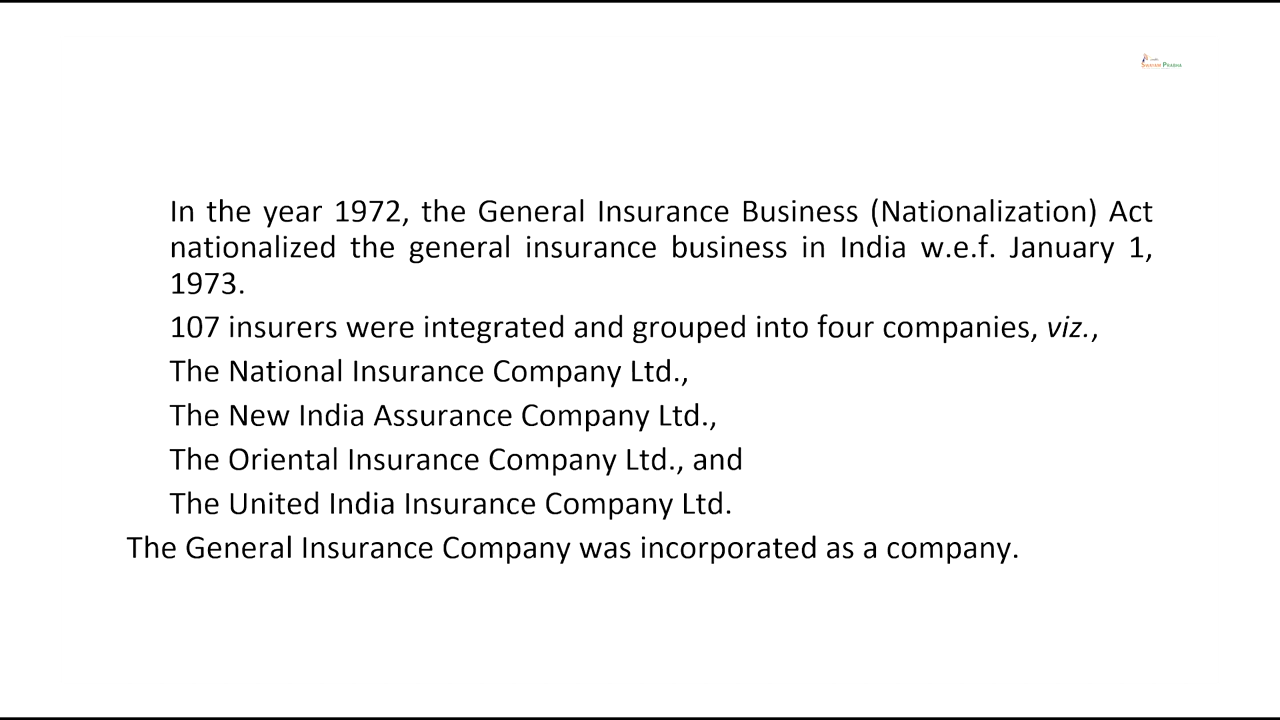 SWAYAM PRABHA
In the year 1972, the General Insurance Business (Nationalization) Act
nationalized the general insurance business in India w.e.f. January 1,
1973.
107 insurers were integrated and grouped into four companies, viz.,
The National Insurance Company Ltd.,
The New India Assurance Company Ltd.,
The Oriental Insurance Company Ltd., and
The United India Insurance Company Ltd.
The General Insurance Company was incorporated as a company.